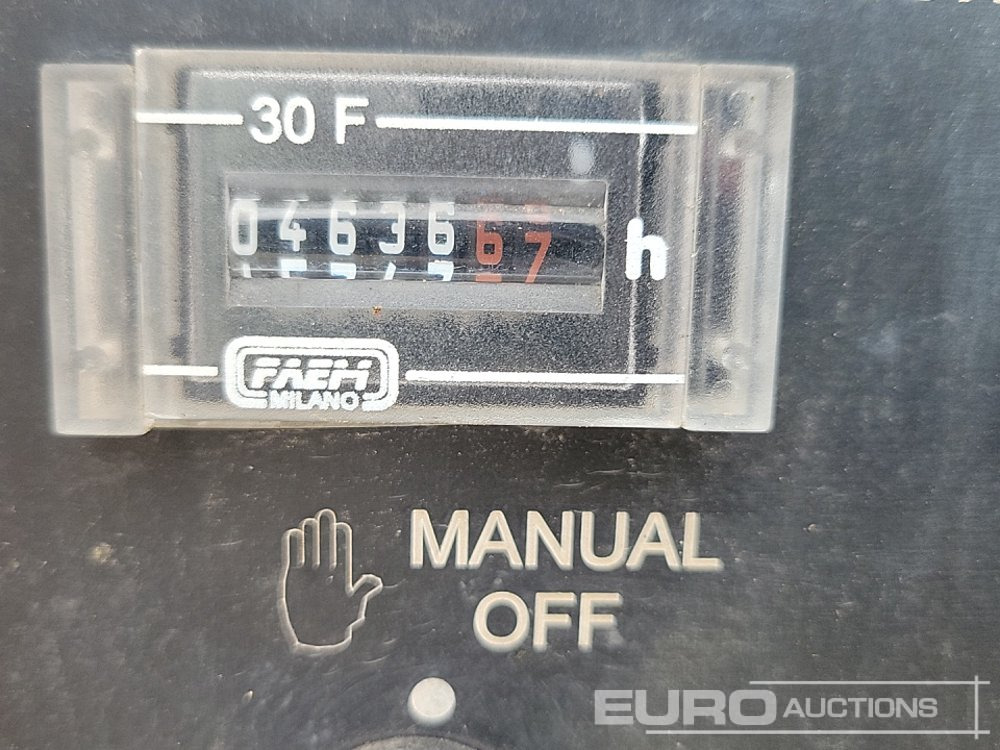 30 F
0463667 h
FAEM
MILANO
MANUAL
OFF
EURO AUCTIONS